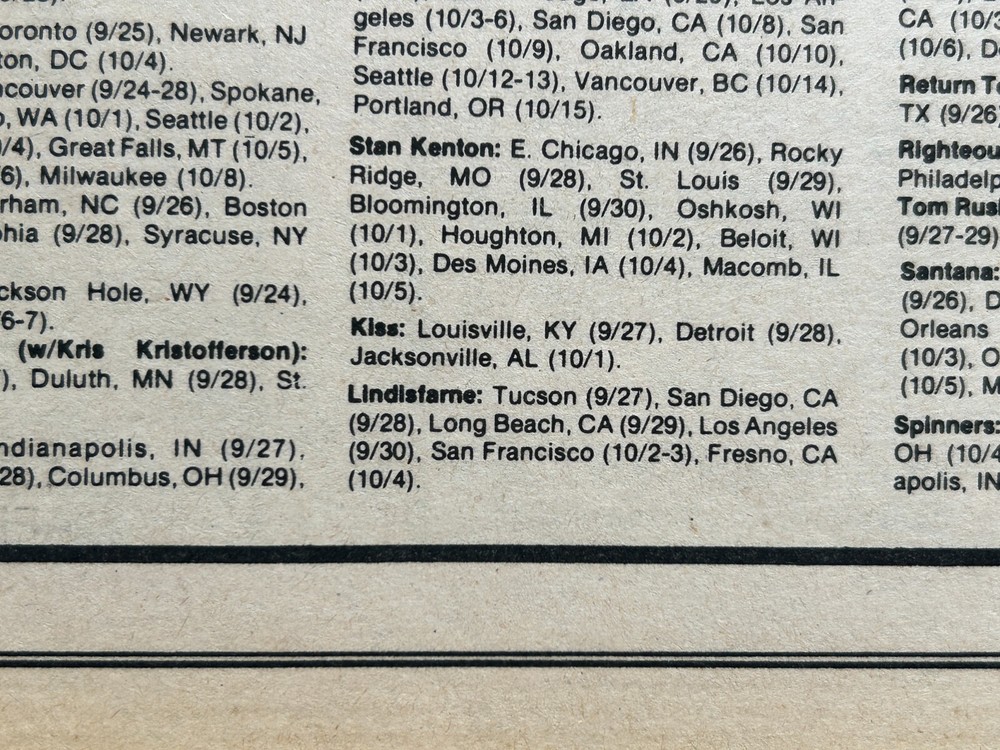 oronto (9/25), Newark, NJ
ton, DC (10/4).
ncouver (9/24-28), Spokane,
, WA (10/1), Seattle (10/2),
/4), Great Falls, MT (10/5),
6), Milwaukee (10/8).
rham, NC (9/26), Boston
phia (9/28), Syracuse, NY
ckson Hole, WY (9/24),
6-7).
(w/Kris Kristofferson):
), Duluth, MN (9/28), St.
ndianapolis, IN (9/27),
28), Columbus, OH (9/29),
geles (10/3-6), San Diego, CA (10/8), San
Francisco (10/9), Oakland, CA (10/10),
Seattle (10/12-13), Vancouver, BC (10/14),
Portland, OR (10/15).
Stan Kenton: E. Chicago, IN (9/26), Rocky
Ridge, MO (9/28), St. Louis (9/29),
Bloomington, IL (9/30), Oshkosh, WI
(10/1), Houghton, MI (10/2), Beloit, WI
(10/3), Des Moines, IA (10/4), Macomb, IL
(10/5).
Kiss: Louisville, KY (9/27), Detroit (9/28),
Jacksonville, AL (10/1).
Lindisfarne: Tucson (9/27), San Diego, CA
(9/28), Long Beach, CA (9/29), Los Angeles
(9/30), San Francisco (10/2-3), Fresno, CA
(10/4).
CA (10/
(10/6), D
Return T
TX (9/26)
Righteou
Philadelp
Tom Rus
(9/27-29)
Santana:
(9/26), D
Orleans
(10/3), O
(10/5), M
Spinners:
OH (10/4
apolis, IN